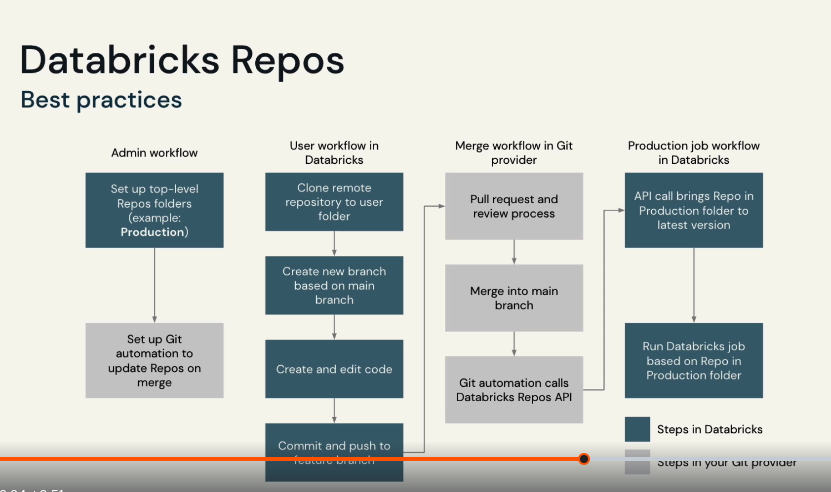 Databricks Repos
Best practices
Admin workflow
Set up top-level
Repos folders
(example:
Production)
Set up Git
automation to
update Repos on
merge
User workflow in
Databricks
Clone remote
repository to user
folder
Create new branch
based on main
branch
Create and edit code
Commit and push to
feature branch
Merge workflow in Git
provider
Pull request and
review process
Merge into main
branch
Git automation calls
Databricks Repos API
Production job workflow
in Databricks
API call brings Repo in
Production folder to
latest version
Run Databricks job
based on Repo in
Production folder
Steps in Databricks
Steps in your Git provider